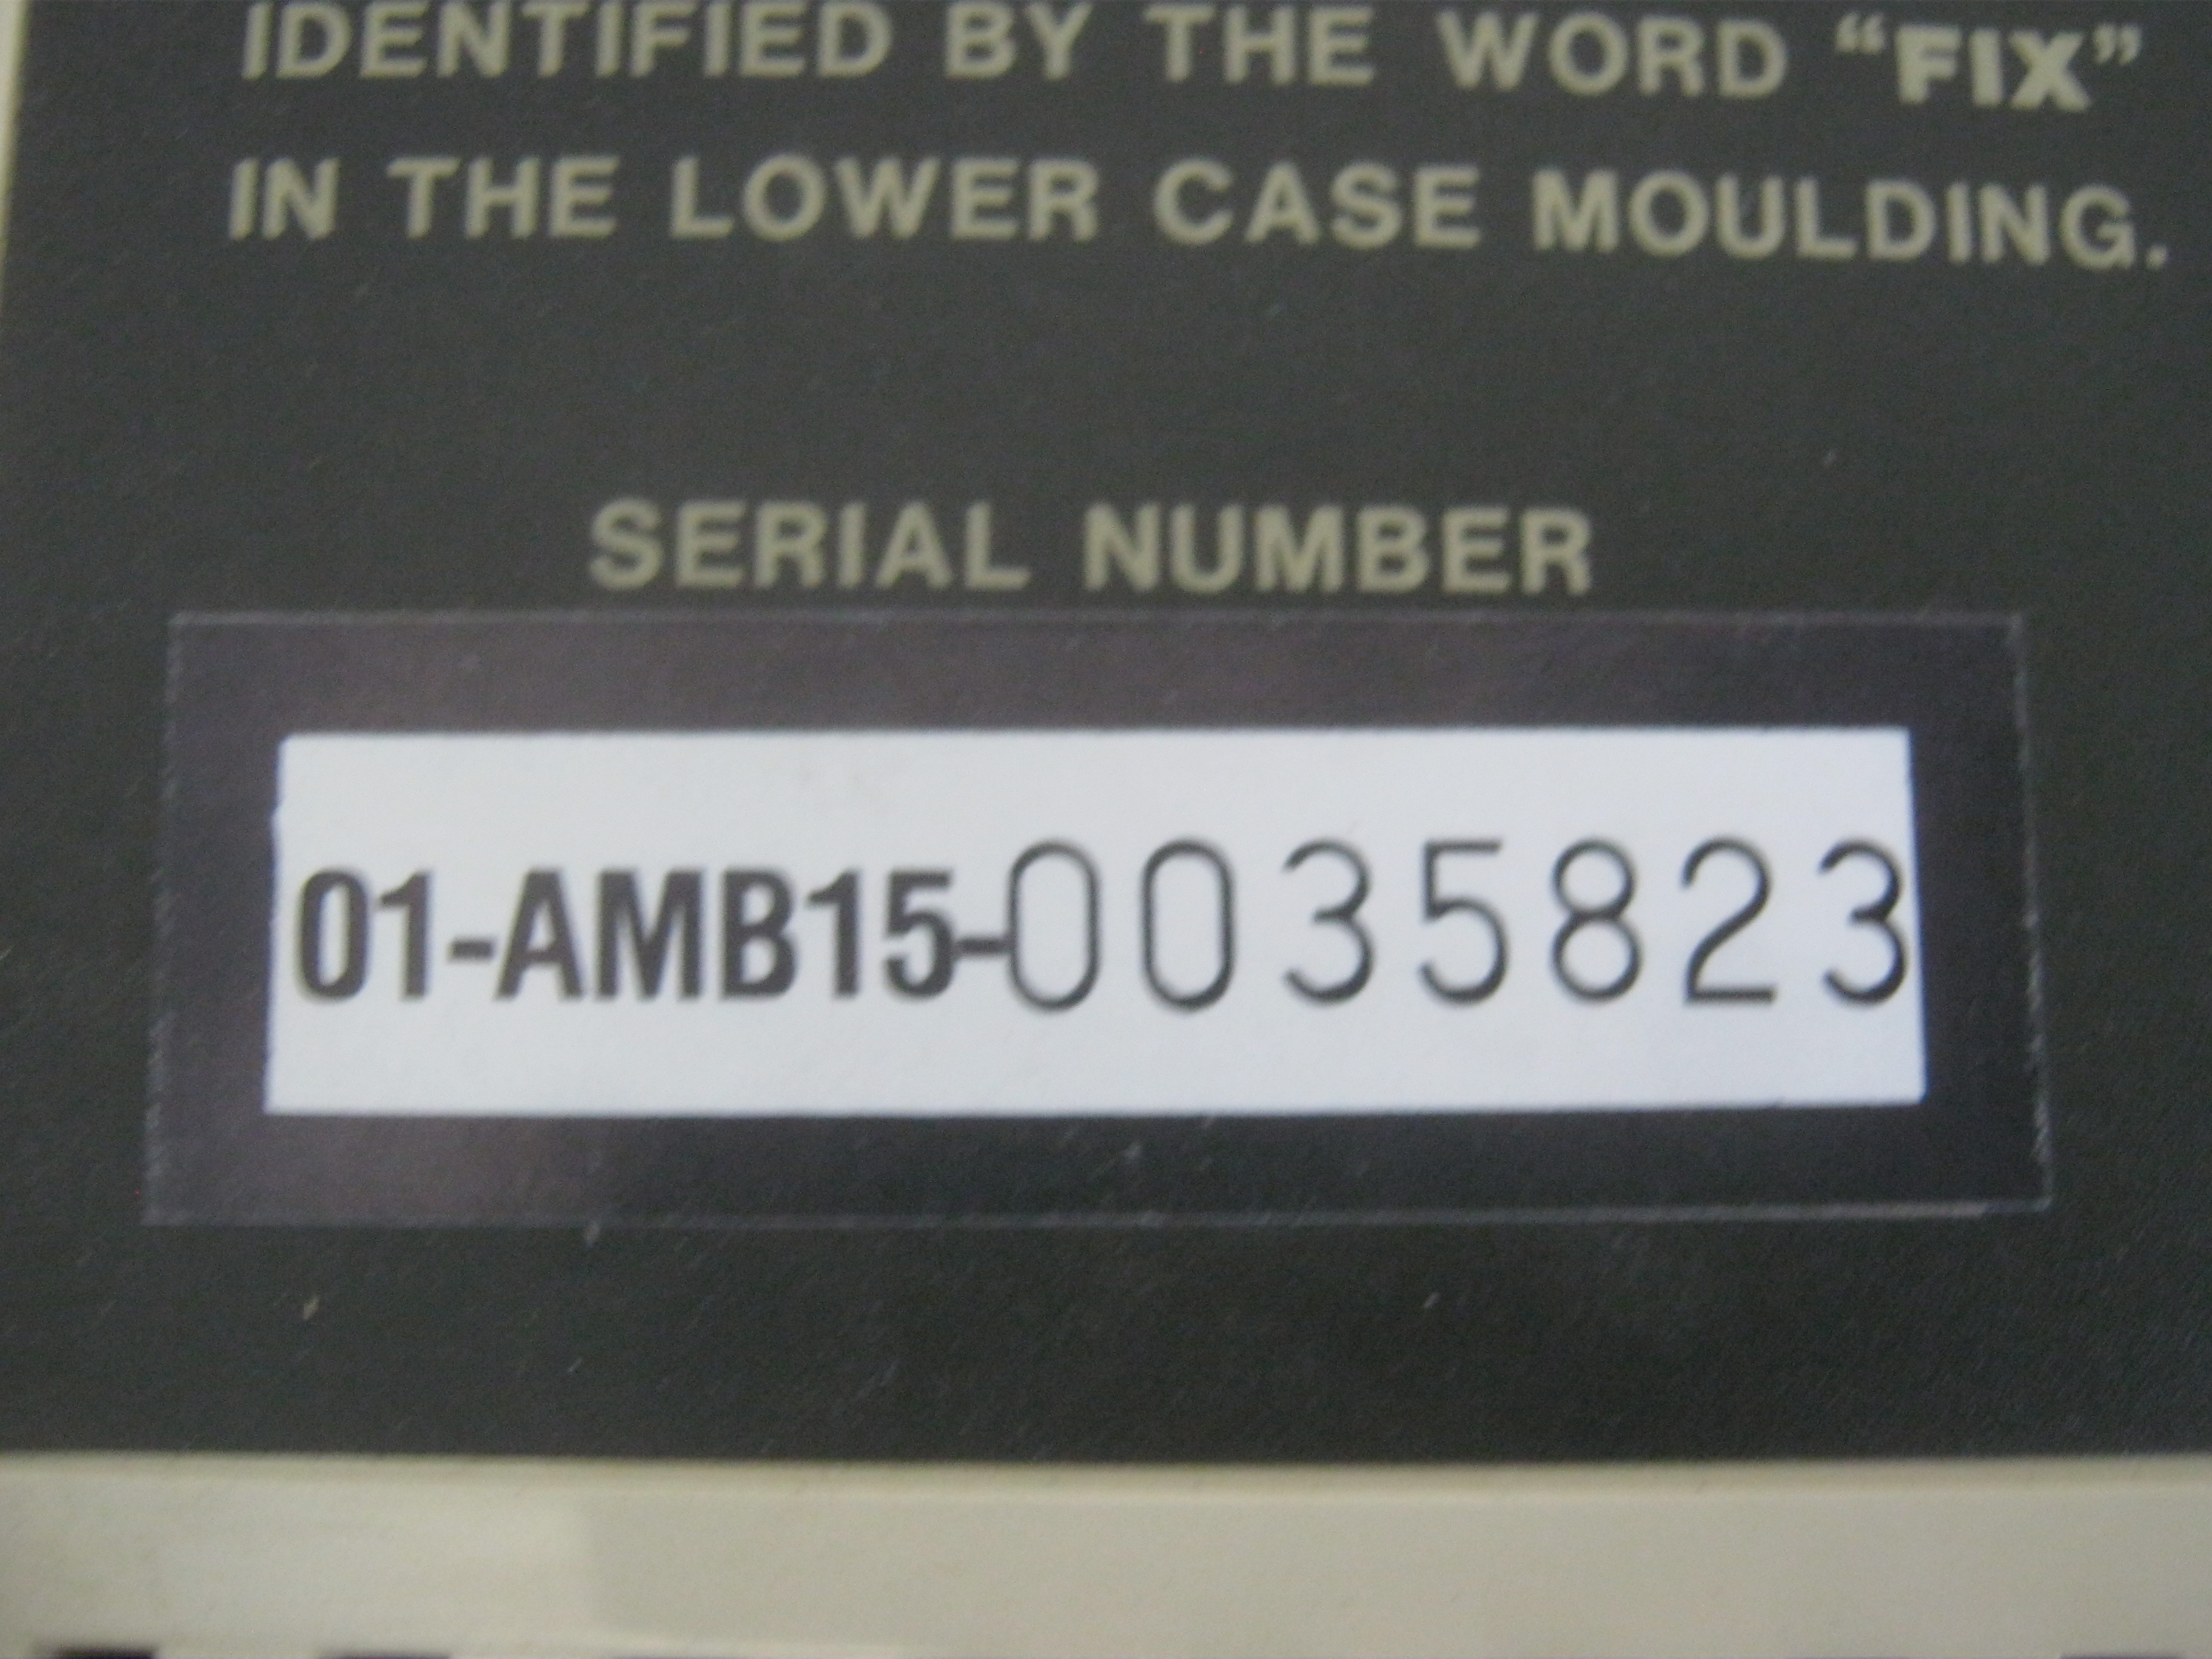 IDENTIFIED BY THE WORD “FIX”
IN THE LOWER CASE MOULDING.
SERIAL NUMBER
01-AMB15-0035823